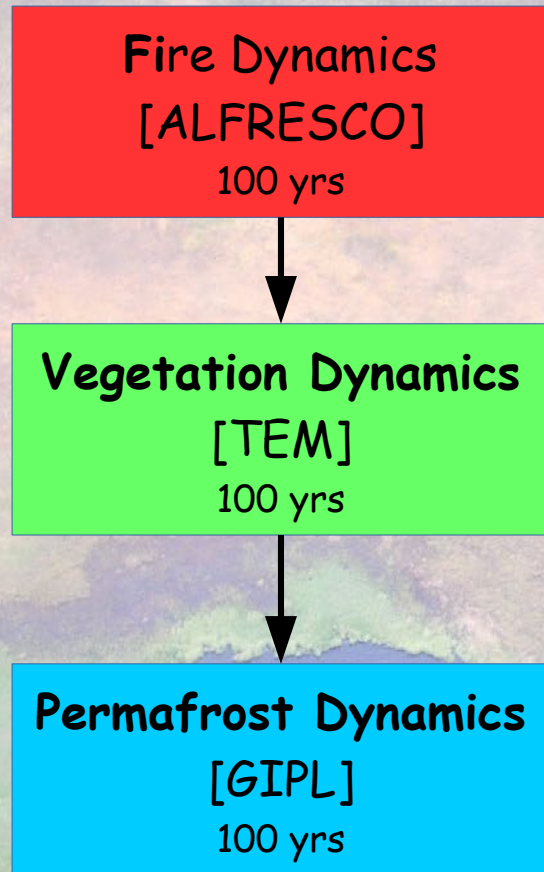 Fire Dynamics
[ALFRESCO]
100 yrs
Vegetation Dynamics
[TEM]
100 yrs
Permafrost Dynamics
[GIPL]
100 yrs